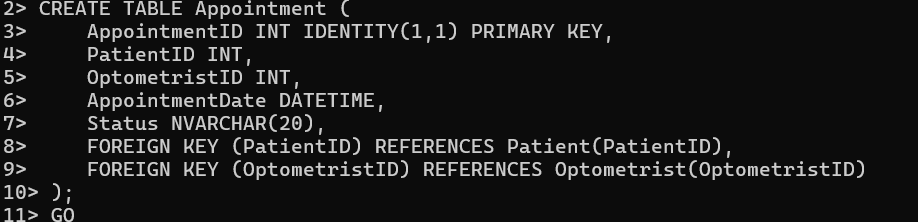 2> CREATE TABLE Appointment (
3>     AppointmentID INT IDENTITY(1,1) PRIMARY KEY,
4>     PatientID INT,
5>     OptometristID INT,
6>     AppointmentDate DATETIME,
7>     Status NVARCHAR(20),
8>     FOREIGN KEY (PatientID) REFERENCES Patient(PatientID),
9>     FOREIGN KEY (OptometristID) REFERENCES Optometrist(OptometristID)
10> );
11> GO